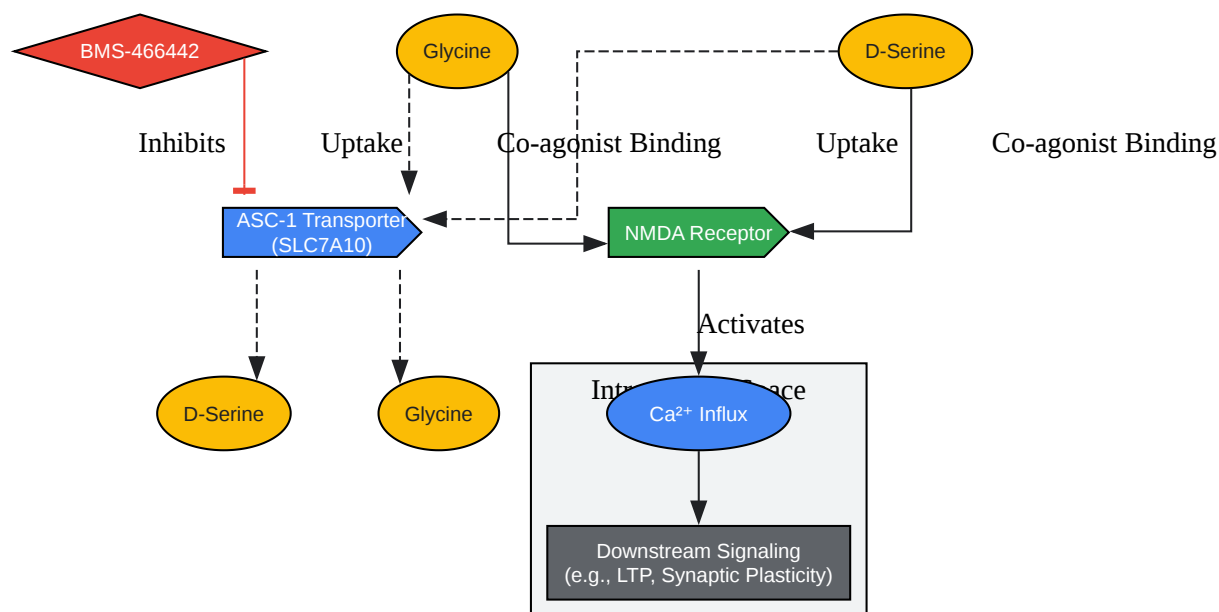 BMS-466442
Glycine
D-Serine
Inhibits
Uptake
Co-agonist Binding
Uptake
Co-agonist Binding
ASC-1 Transporter
(SLC7A10)
NMDA Receptor
Activates
D-Serine
Glycine
Ca²⁺ Influx
Downstream Signaling
(e.g., LTP, Synaptic Plasticity)